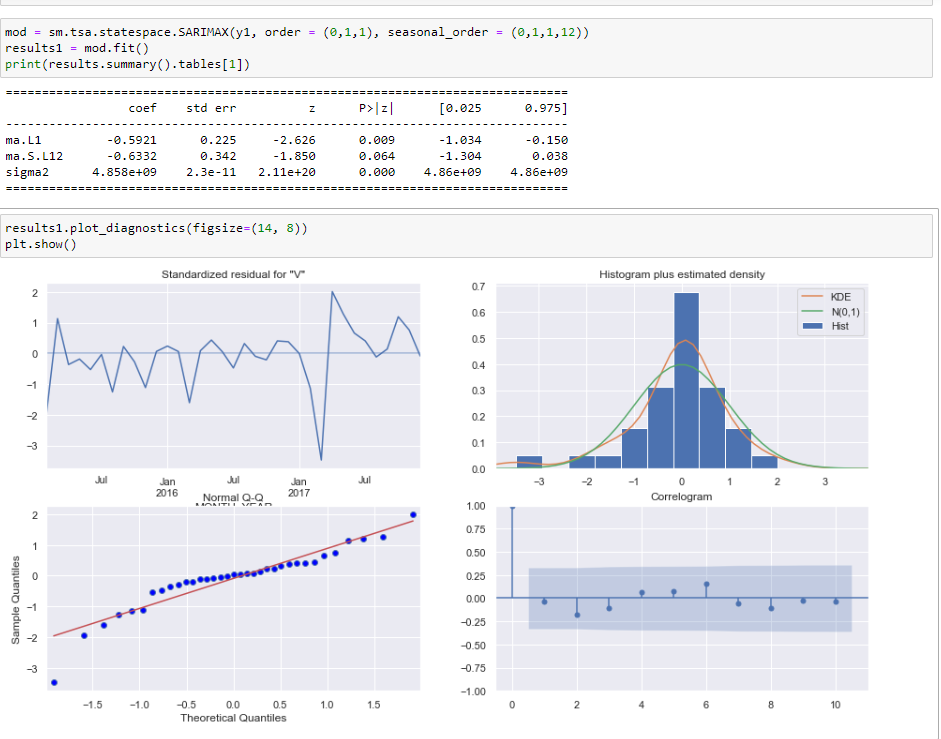 mod = sm.tsa.statespace.SARIMAX(y1, order = (0,1,1), seasonal_order = (0,1,1,12))
results1 = mod.fit()
print(results.summary().tables[1])
==============================================================================
coef std err z P>|z| [0.025 0.975]
------------------------------------------------------------------------------
ma.L1 -0.5921 0.225 -2.626 0.009 -1.034 -0.150
ma.S.L12 -0.6332 0.342 -1.850 0.064 -1.304 0.038
sigma2 4.858e+09 2.3e-11 2.11e+20 0.000 4.86e+09 4.86e+09
==============================================================================
results1.plot_diagnostics(figsize=(14, 8))
plt.show()
Standardized residual for "V"
2
1
0
−1
−2
−3
Jul Jan Jul Jan Jul
2016 2017
MONTH_YEAR
Histogram plus estimated density
0.7
0.6
0.5
0.4
0.3
0.2
0.1
0.0
KDE
N(0,1)
Hist
−3 −2 −1 0 1 2 3
Normal Q-Q
Sample Quantiles
2
1
0
−1
−2
−3
−1.5 −1.0 −0.5 0.0 0.5 1.0 1.5
Theoretical Quantiles
Correlogram
1.00
0.75
0.50
0.25
0.00
−0.25
−0.50
−0.75
−1.00
0 2 4 6 8 10